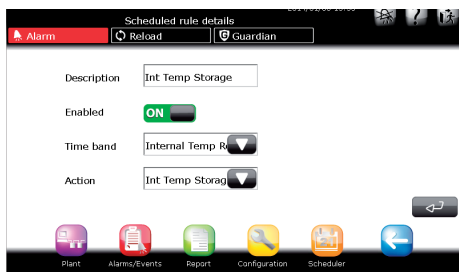 Scheduled rule details
Alarm
Reload
Guardian
Description Int Temp Storage
Enabled ON
Time band Internal Temp R
Action Int Temp Storag
Plant Alarms/Events Report Configuration Scheduler